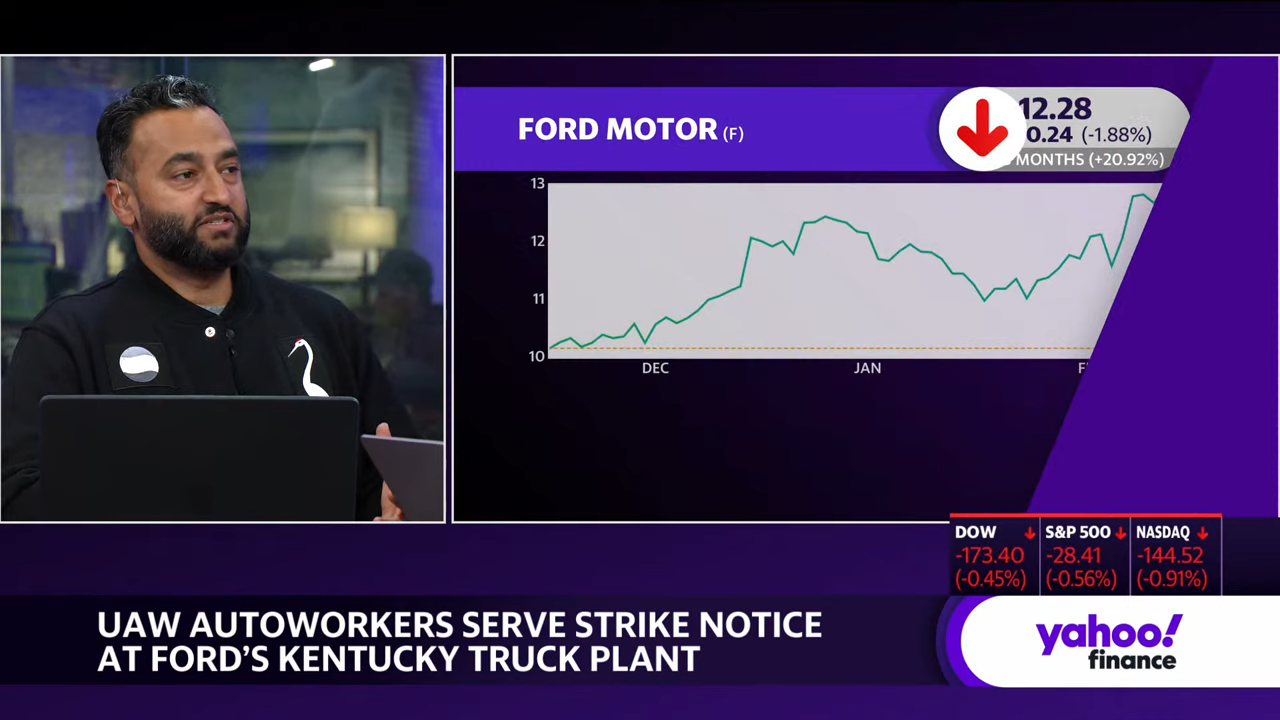 FORD MOTOR (F)
12.28
0.24 (-1.88%)
MONTHS (+20.92%)
13
12
11
10
DEC
JAN
DOW
-173.40
(-0.45%)
S&P 500
-28.41
(-0.56%)
NASDAQ
-144.52
(-0.91%)
UAW AUTOWORKERS SERVE STRIKE NOTICE
AT FORD'S KENTUCKY TRUCK PLANT
yahoo!
finance